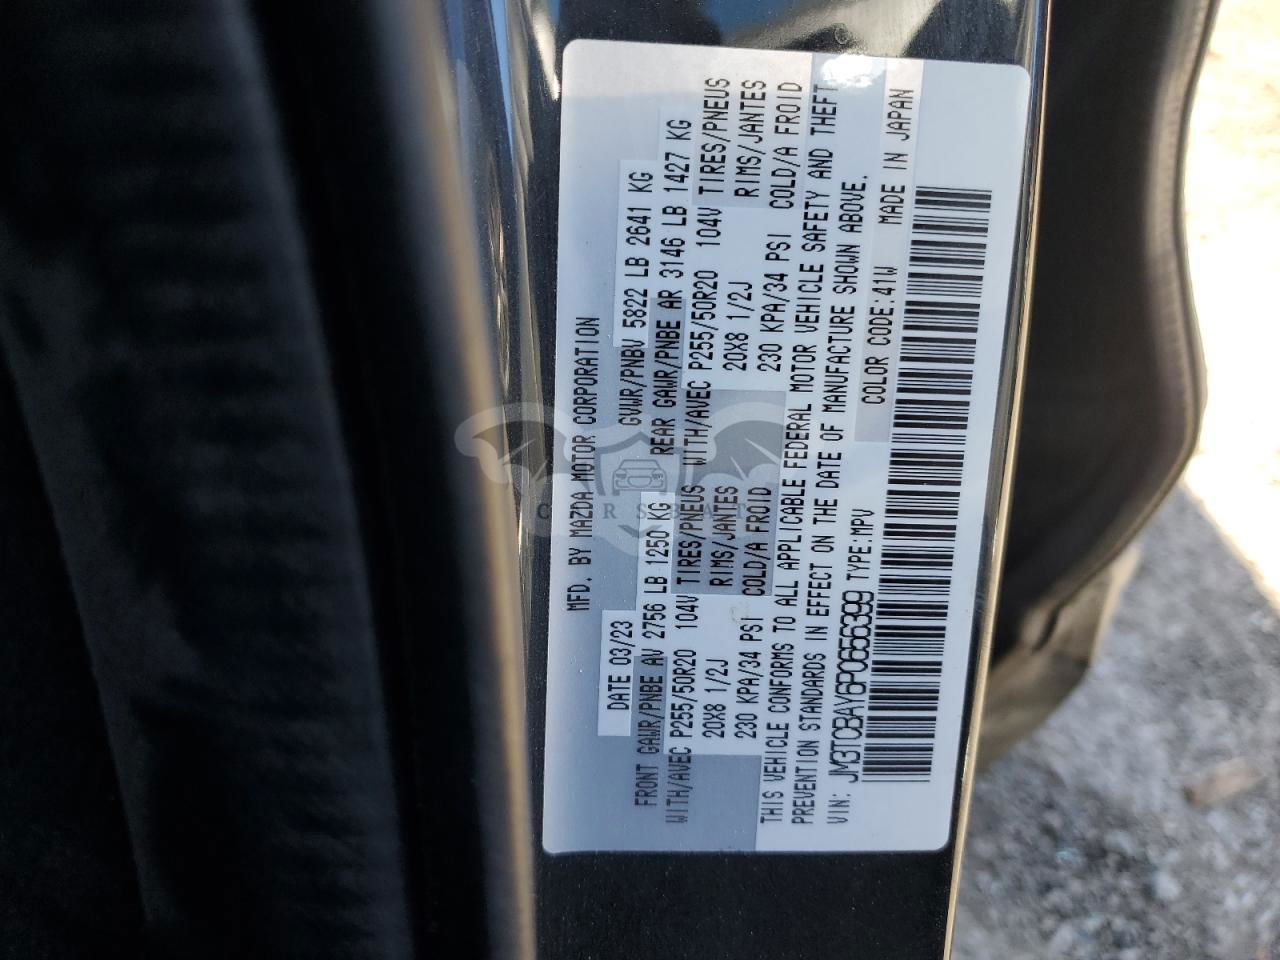 MFD. BY MAZDA MOTOR CORPORATION
DATE 03/23 GVWR/PNBV 5822 LB 2641 KG
FRONT GAWR/PNBE AV 2756 LB 1250 KG REAR GAWR/PNBE AR 3146 LB 1427 KG
WITH/AVEC P255/50R20 104V TIRES/PNEUS WITH/AVEC P255/50R20 104V TIRES/PNEUS
20X8 1/2J RIMS/JANTES 20X8 1/2J RIMS/JANTES
230 KPA/34 PSI COLD/A FROID 230 KPA/34 PSI COLD/A FROID
THIS VEHICLE CONFORMS TO ALL APPLICABLE FEDERAL MOTOR VEHICLE SAFETY AND THEFT
PREVENTION STANDARDS IN EFFECT ON THE DATE OF MANUFACTURE SHOWN ABOVE.
VIN: JM3TCBAY6P0656399 TYPE:MPV COLOR CODE:41W MADE IN JAPAN
CARSBAT